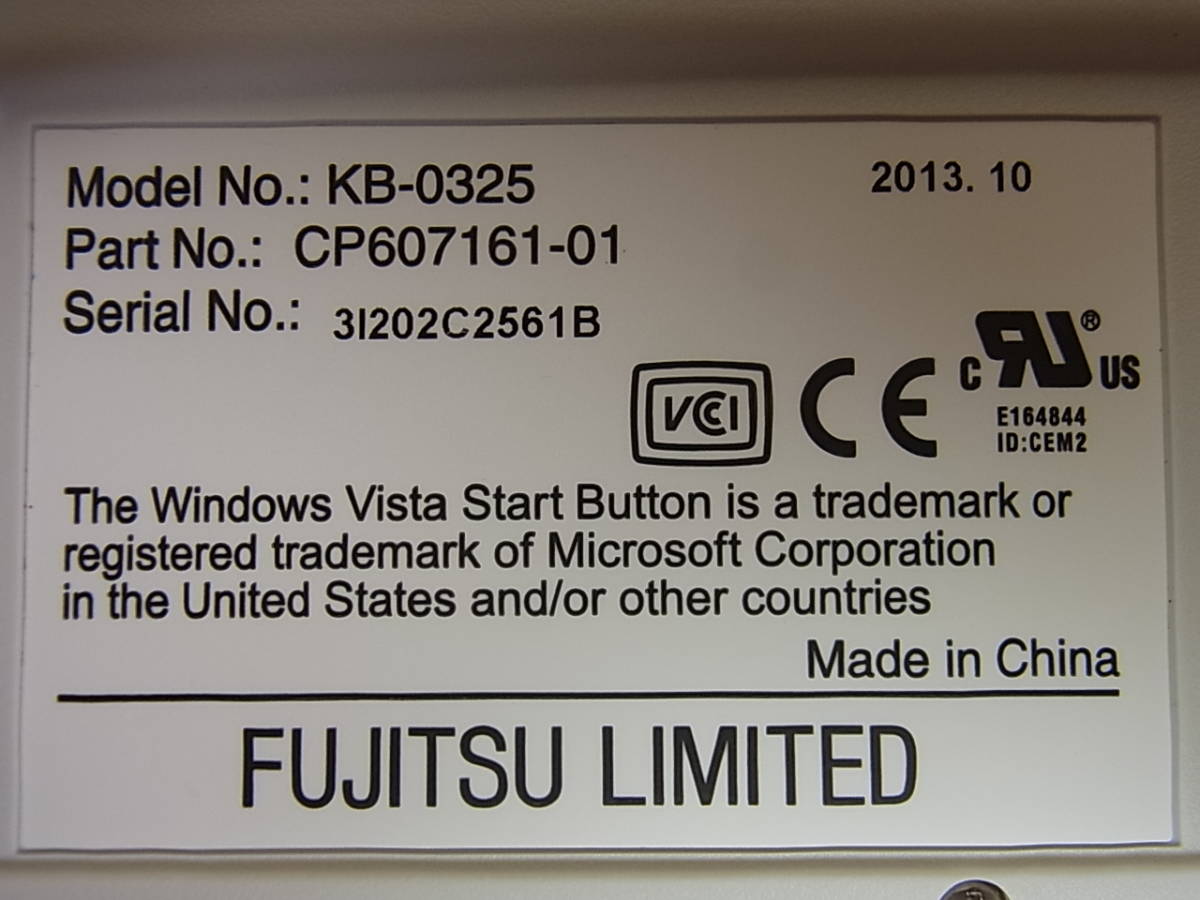 Model No.: KB-0325 2013. 10
Part No.: CP607161-01
Serial No.: 3I202C2561B
VCCI CE c RU ® US
E164844
ID:CEM2
The Windows Vista Start Button is a trademark or
registered trademark of Microsoft Corporation
in the United States and/or other countries
Made in China
FUJITSU LIMITED